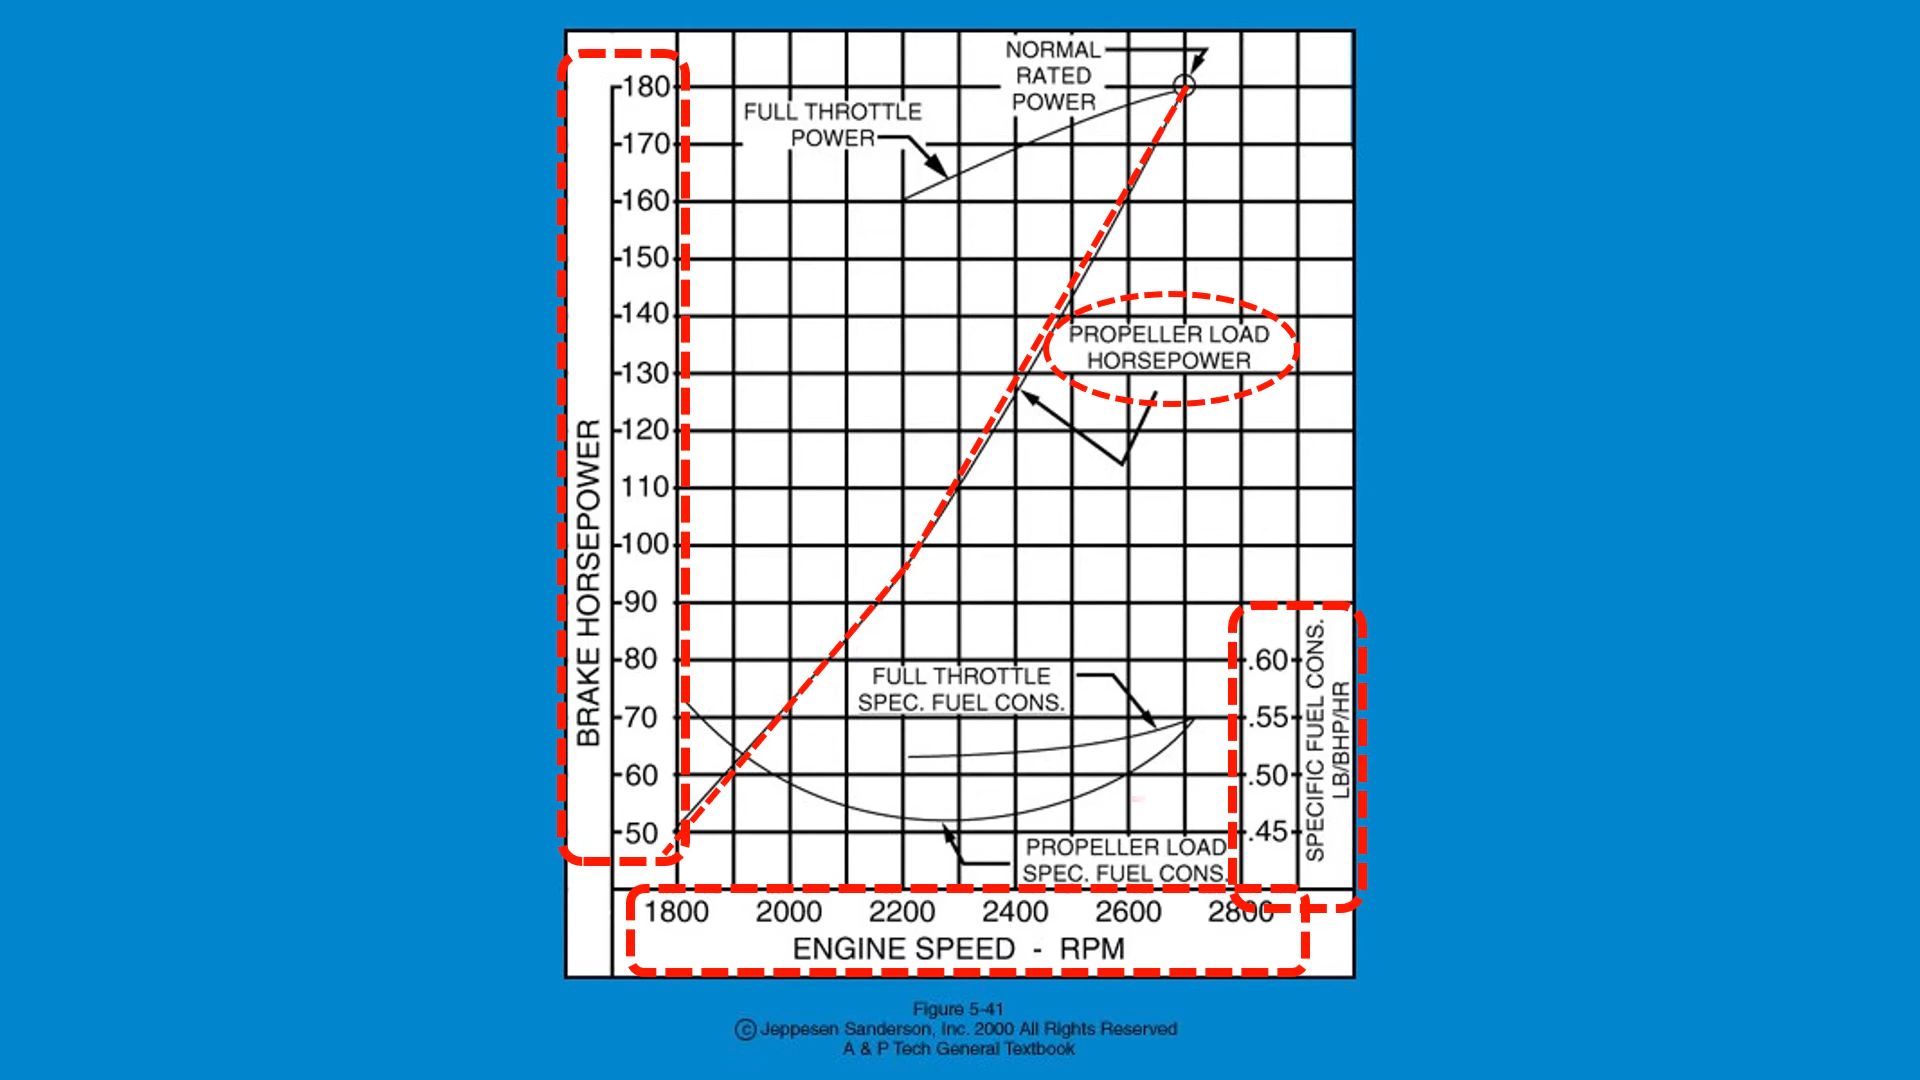 NORMAL
RATED
POWER
FULL THROTTLE
POWER
180
170
160
150
140
130
120
110
100
90
80
70
60
50
BRAKE HORSEPOWER
PROPELLER LOAD
HORSEPOWER
FULL THROTTLE
SPEC. FUEL CONS.
.60
.55
.50
.45
SPECIFIC FUEL CONS.
LB/BHP/HR
PROPELLER LOAD
SPEC. FUEL CONS.
1800 2000 2200 2400 2600 2800
ENGINE SPEED - RPM
Figure 5-41
© Jeppesen Sanderson, Inc. 2000 All Rights Reserved
A & P Tech General Textbook